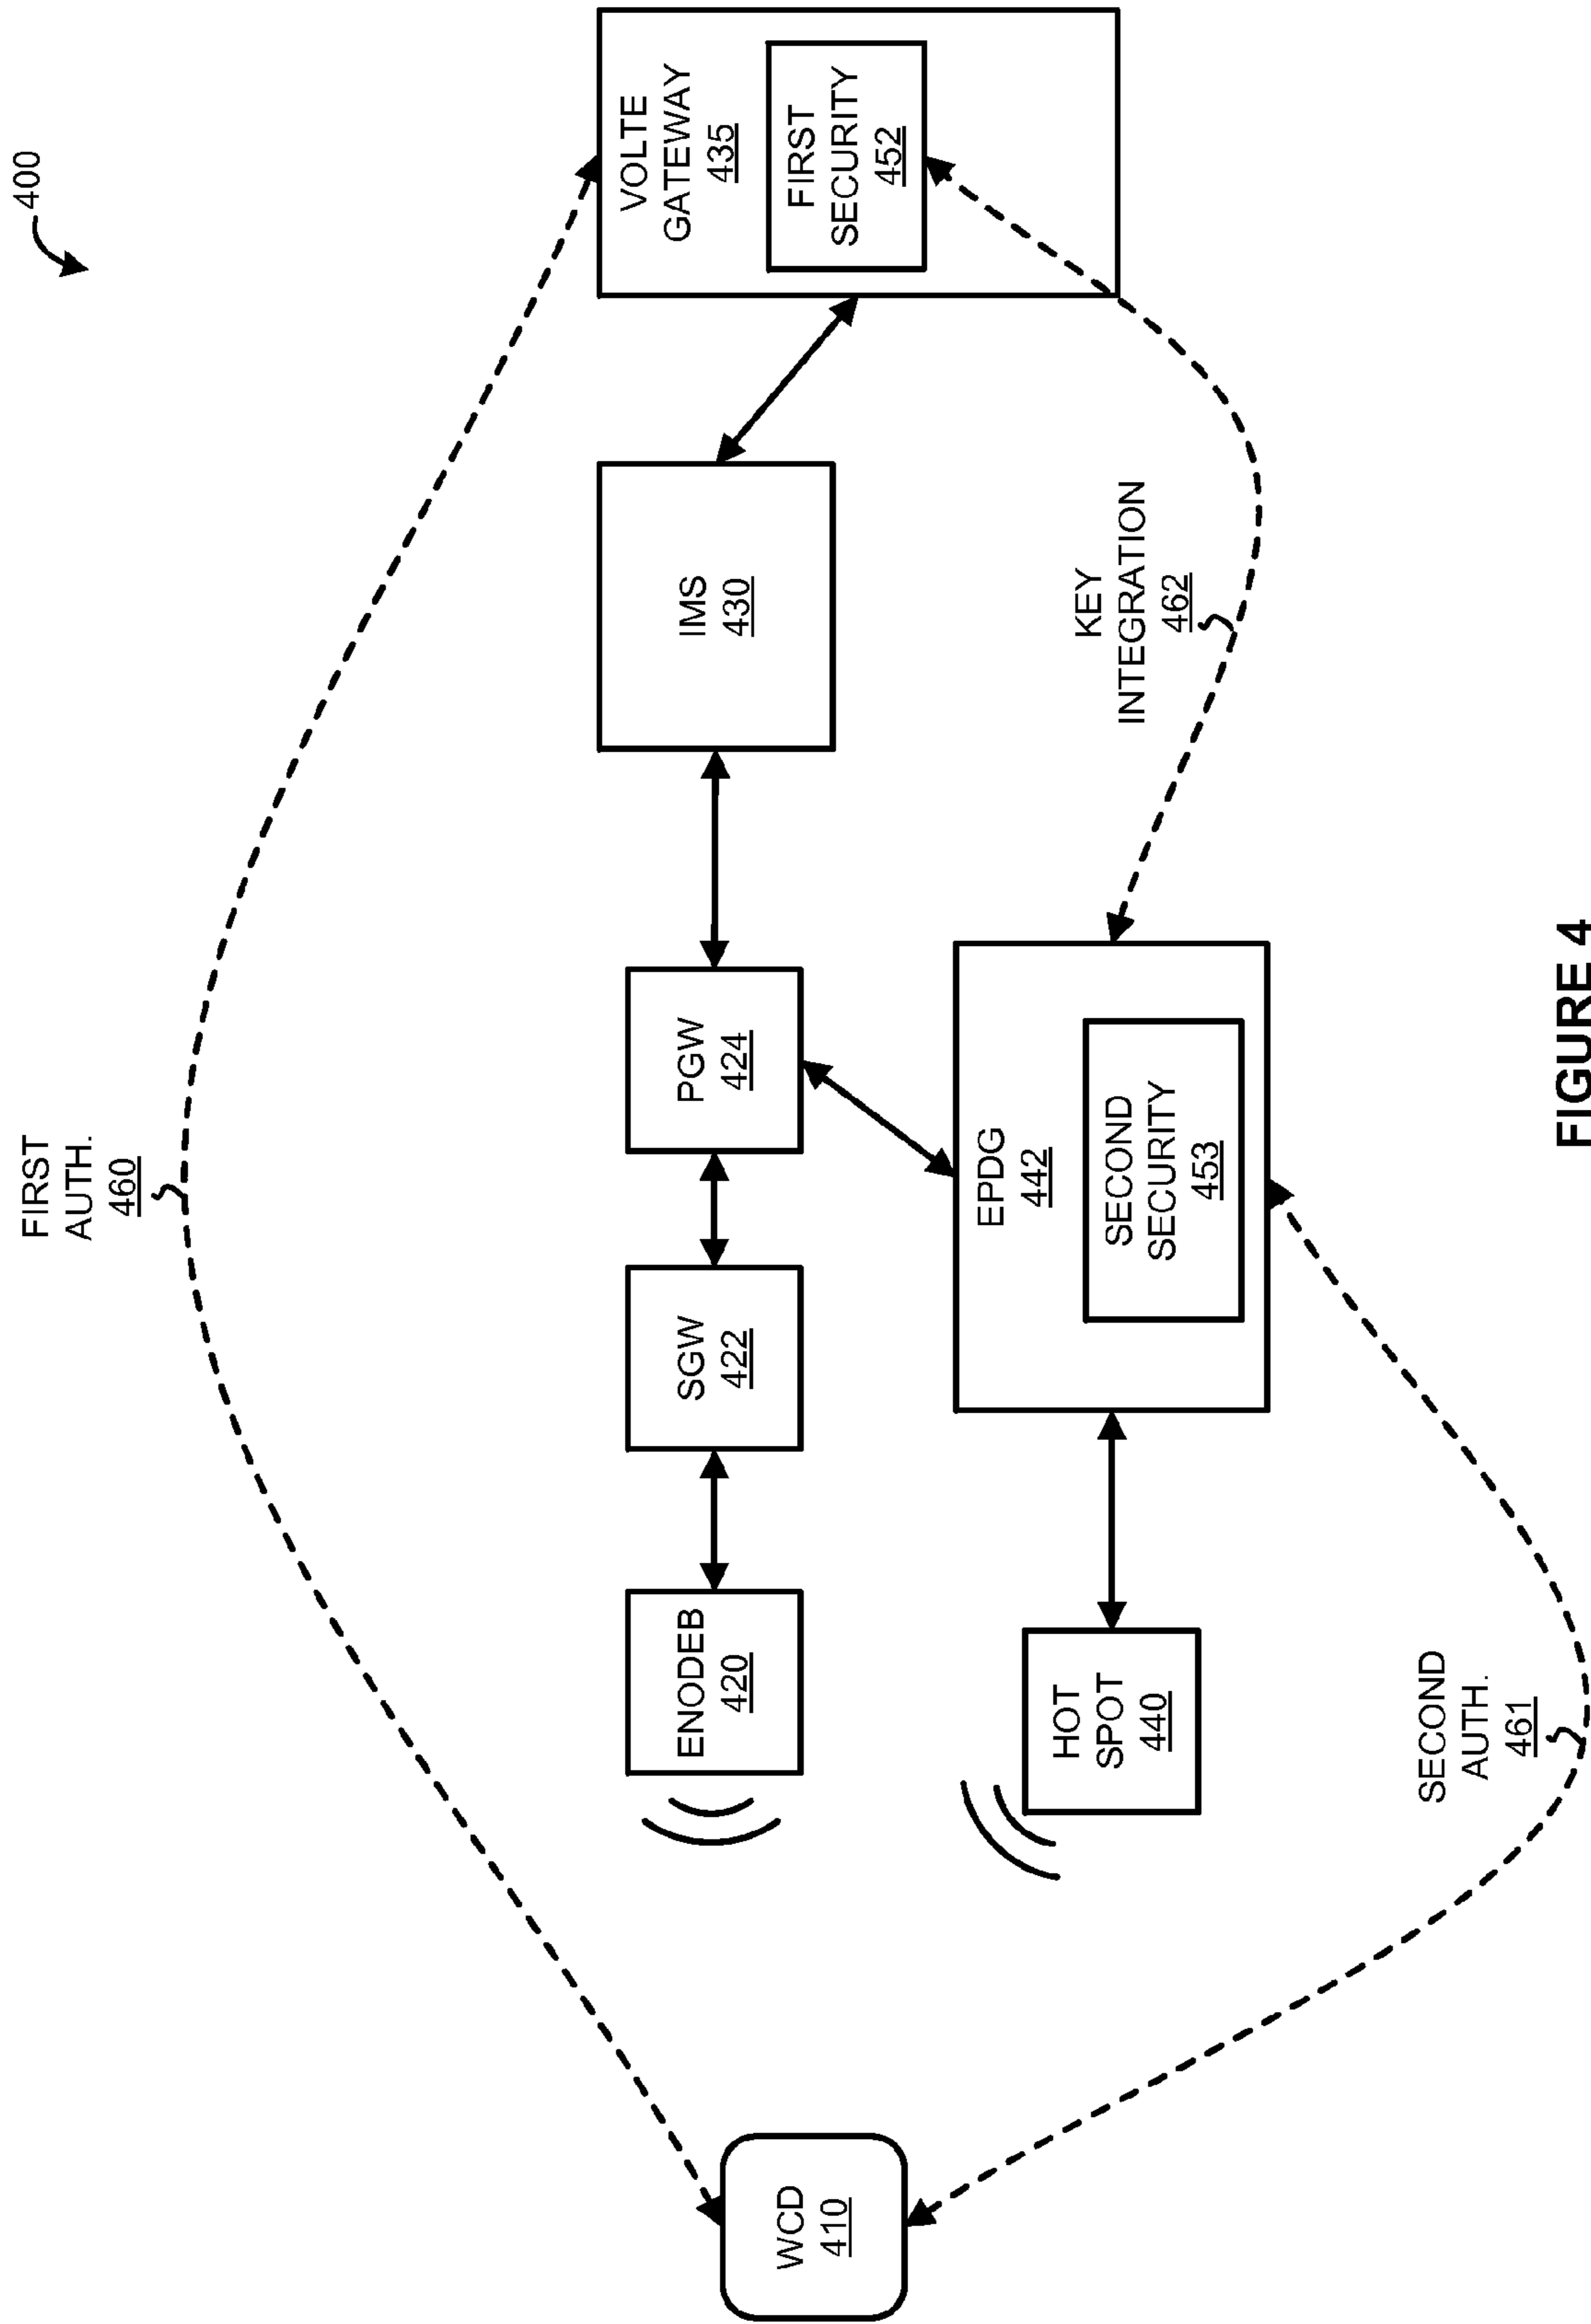 400
FIRST
AUTH.
460
VOLTE
GATEWAY
435
FIRST
SECURITY
452
IMS
430
PGW
424
SGW
422
ENODEB
420
KEY
INTEGRATION
462
EPDG
442
SECOND
SECURITY
453
HOT
SPOT
440
WCD
410
SECOND
AUTH.
461
FIGURE 4